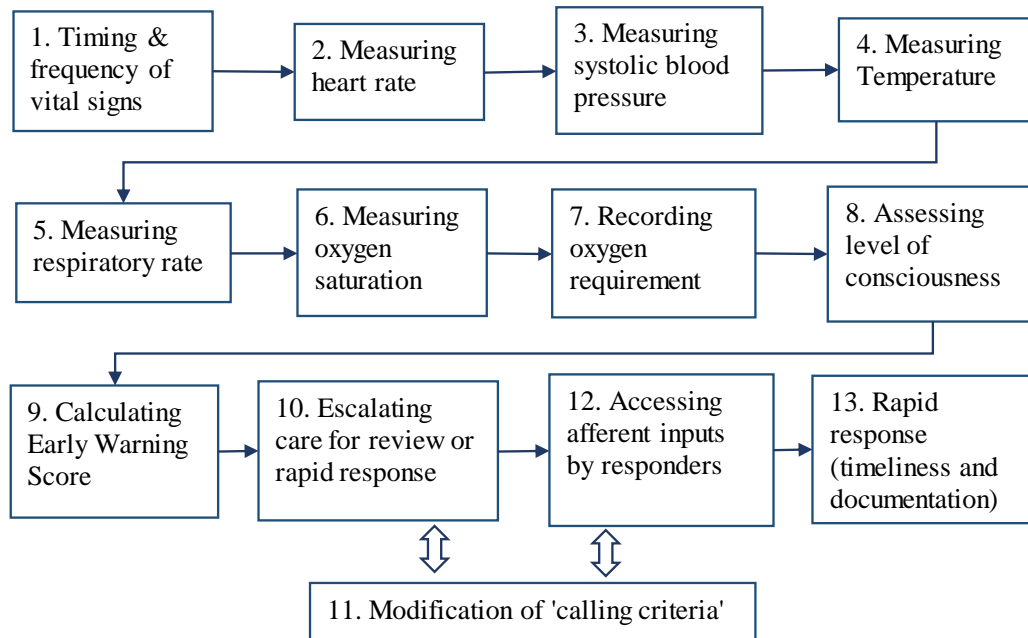 1. Timing &
frequency of
vital signs
2. Measuring
heart rate
3. Measuring
systolic blood
pressure
4. Measuring
Temperature
5. Measuring
respiratory rate
6. Measuring
oxygen
saturation
7. Recording
oxygen
requirement
8. Assessing
level of
consciousness
9. Calculating
Early Warning
Score
10. Escalating
care for review or
rapid response
12. Accessing
afferent inputs
by responders
13. Rapid
response
(timeliness and
documentation)
11. Modification of 'calling criteria'